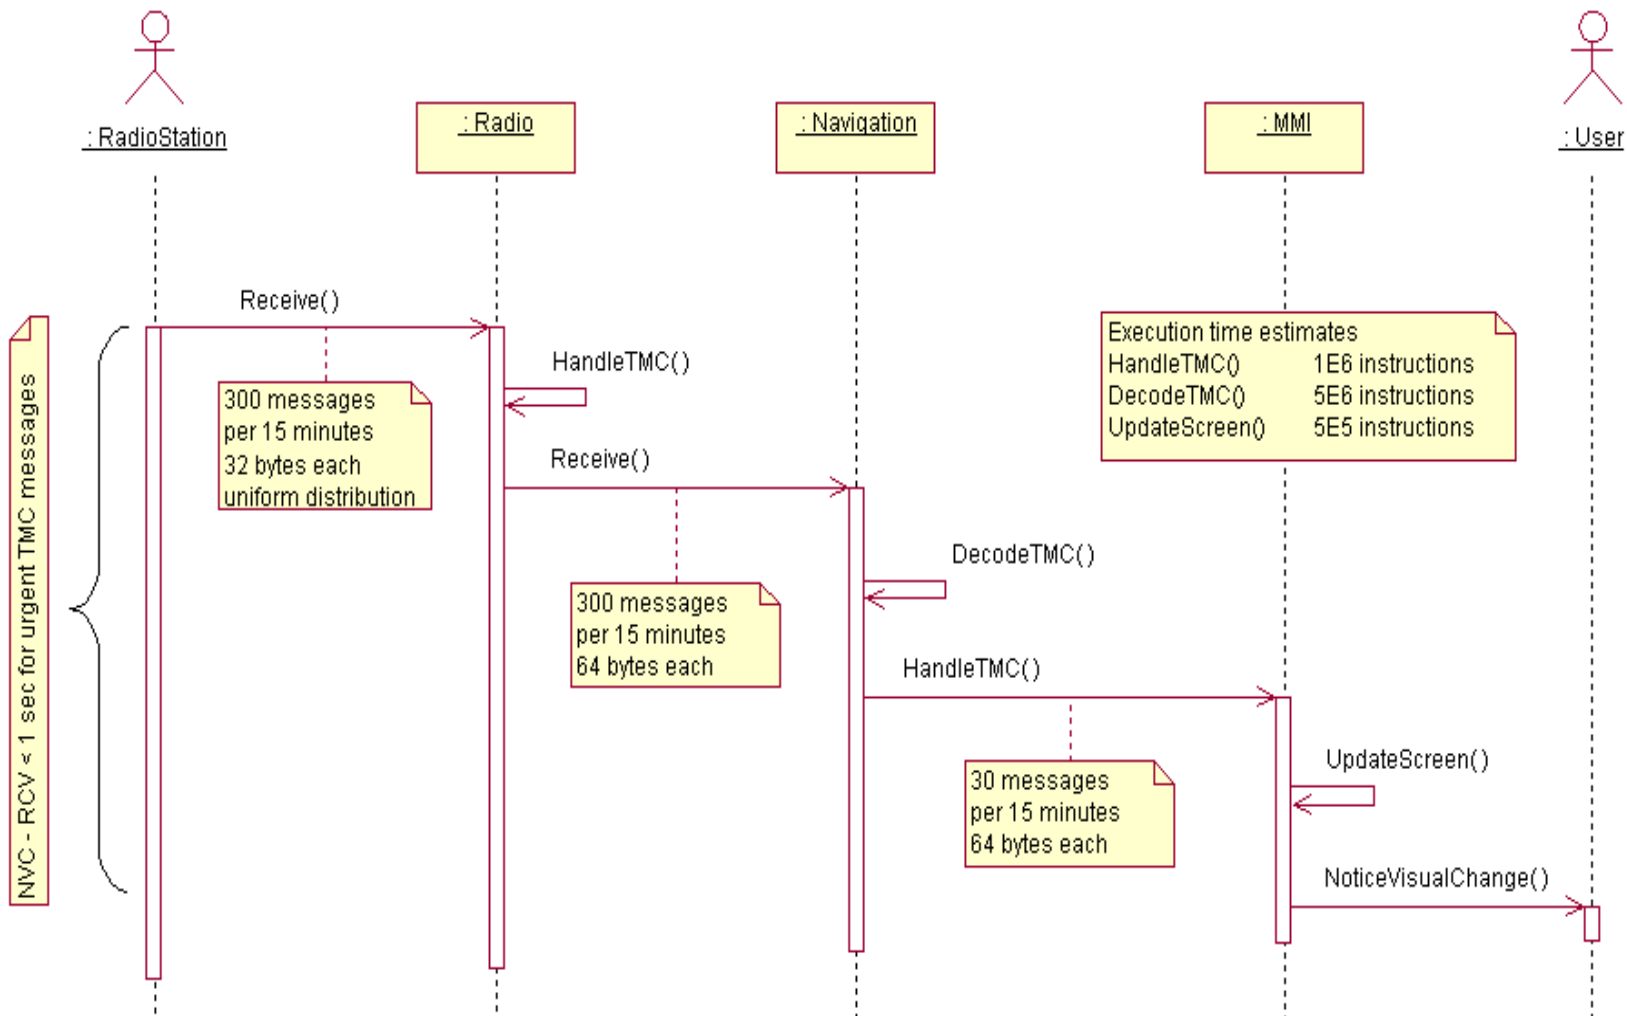 : RadioStation
: Radio
: Navigation
: MMI
: User
NVC - RCV < 1 sec for urgent TMC messages
Receive()
300 messages
per 15 minutes
32 bytes each
uniform distribution
HandleTMC()
Receive()
300 messages
per 15 minutes
64 bytes each
Execution time estimates
HandleTMC() 1E6 instructions
DecodeTMC() 5E6 instructions
UpdateScreen() 5E5 instructions
DecodeTMC()
HandleTMC()
30 messages
per 15 minutes
64 bytes each
UpdateScreen()
NoticeVisualChange()